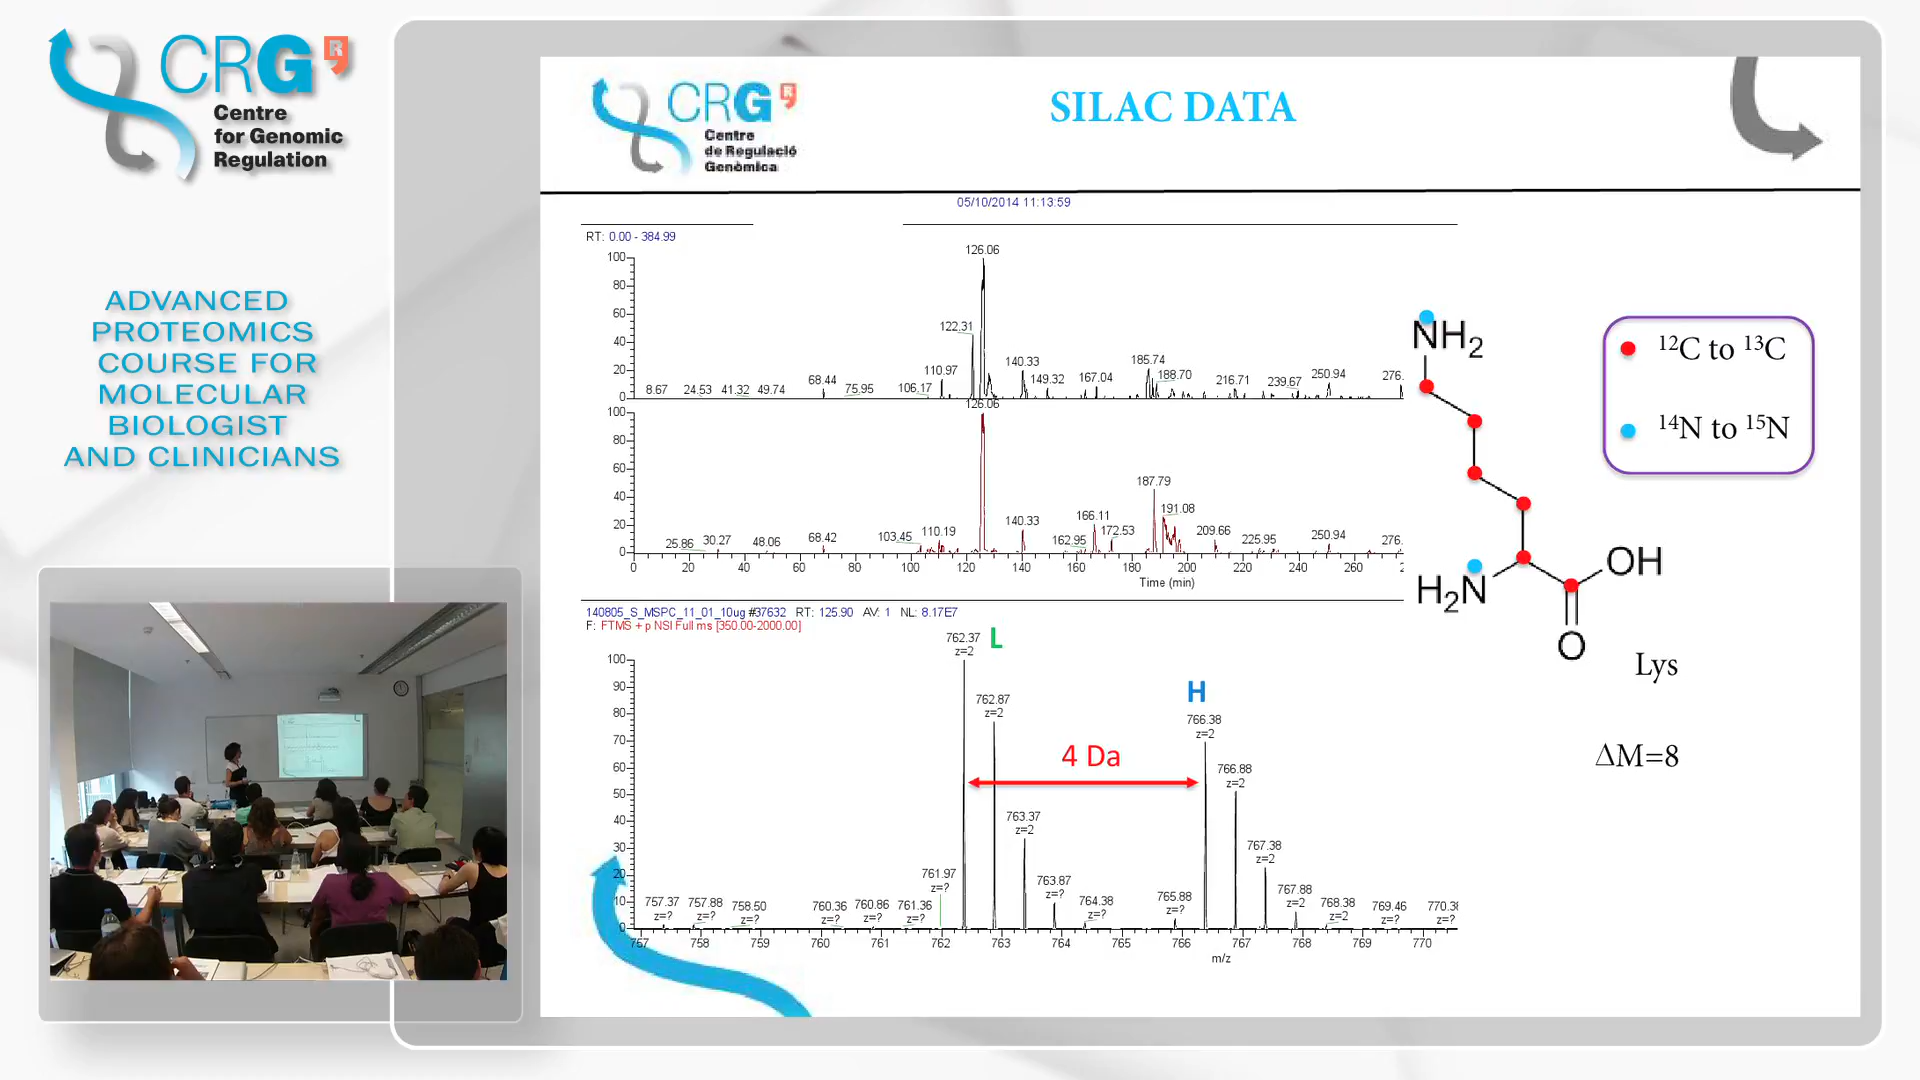 CRG
R
Centre
for Genomic
Regulation
ADVANCED
PROTEOMICS
COURSE FOR
MOLECULAR
BIOLOGIST
AND CLINICIANS
CRG
R
Centre
de Regulació
Genòmica
SILAC DATA
05/10/2014 11:13:59
RT: 0.00 - 384.99
126.06
100
80
60
40
20
0
122.31
8.67 24.53 41.32 49.74 68.44 75.95 106.17 110.97 140.33 149.32 167.04 185.74 188.70 216.71 239.67 250.94 276.
126.06
100
80
60
40
20
0
187.79
191.08
25.86 30.27 48.06 68.42 103.45 110.19 140.33 162.95 166.11 172.53 209.66 225.95 250.94 276.
0 20 40 60 80 100 120 140 160 180 200 220 240 260 2
Time (min)
140805_S_MSPC_11_01_10ug #37632 RT: 125.90 AV: 1 NL: 8.17E7
F: FTMS + p NSI Full ms [350.00-2000.00]
100
90
80
70
60
50
40
30
20
10
0
762.37
z=2
L
762.87
z=2
H
766.38
z=2
4 Da
766.88
z=2
763.37
z=2
767.38
z=2
761.97
z=?
763.87
z=?
765.88
z=?
767.88
z=2
757.37
z=?
757.88
z=?
758.50
z=?
760.36
z=?
760.86
z=?
761.36
z=?
764.38
z=?
768.38
z=2
769.46
z=?
770.38
z=?
757 758 759 760 761 762 763 764 765 766 767 768 769 770
m/z
NH2
H2N
OH
O
12C to 13C
14N to 15N
Lys
ΔM=8